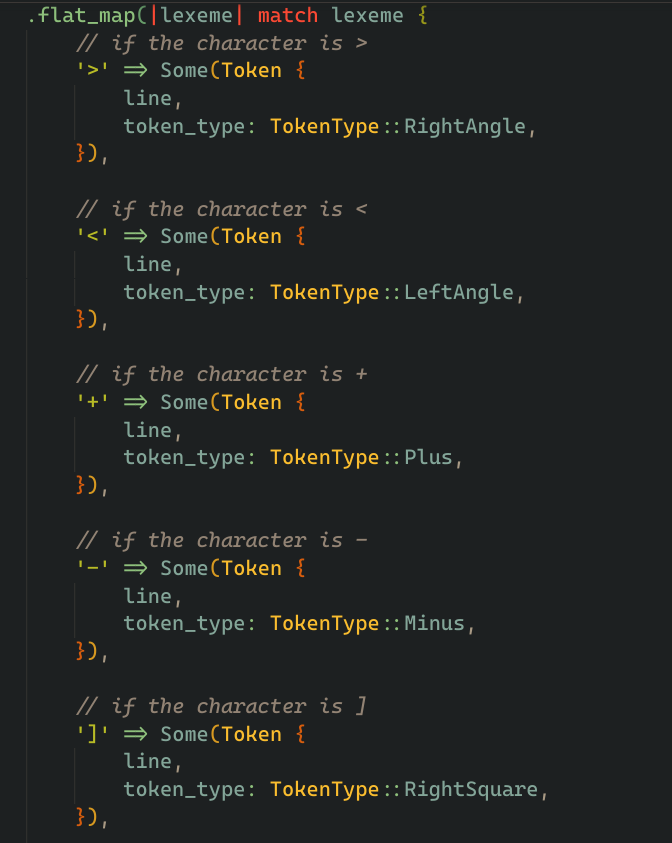 .flat_map(|lexeme| match lexeme {
// if the character is >
'>' => Some(Token {
line,
token_type: TokenType::RightAngle,
}),
// if the character is <
'<' => Some(Token {
line,
token_type: TokenType::LeftAngle,
}),
// if the character is +
'+' => Some(Token {
line,
token_type: TokenType::Plus,
}),
// if the character is -
'-' => Some(Token {
line,
token_type: TokenType::Minus,
}),
// if the character is ]
']' => Some(Token {
line,
token_type: TokenType::RightSquare,
}),